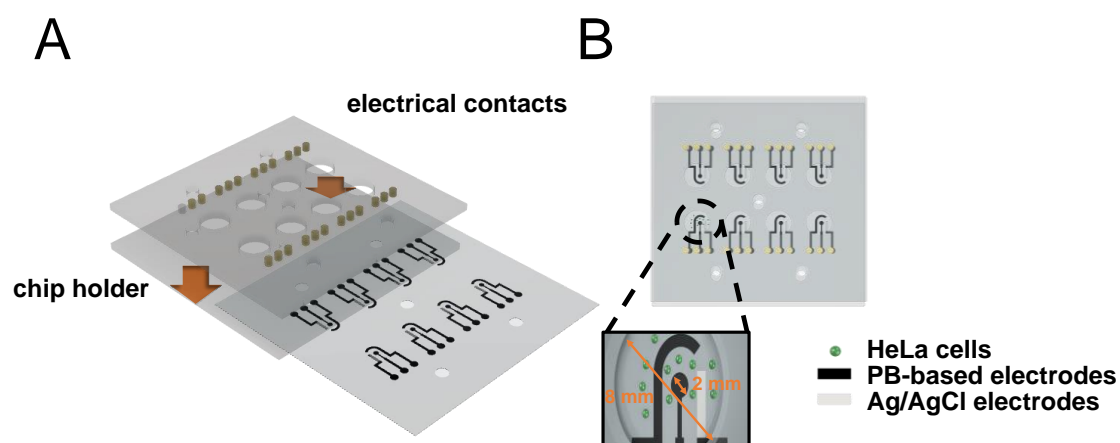 A
B
electrical contacts
chip holder
8 mm
2 mm
HeLa cells
PB-based electrodes
Ag/AgCl electrodes